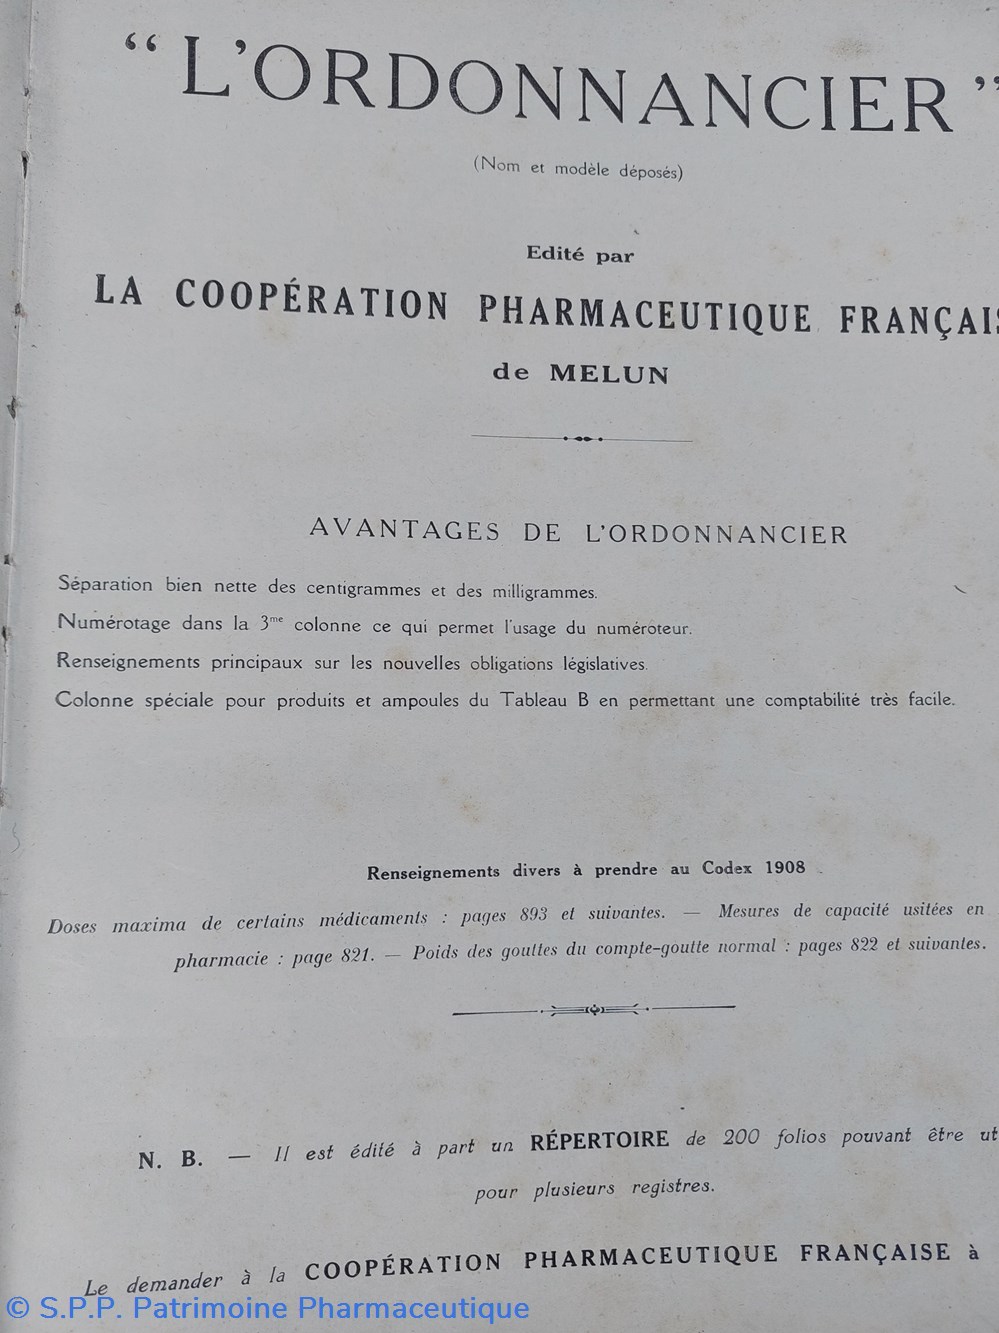 “ L'ORDONNANCIER ”
(Nom et modèle déposés)
Edité par
LA COOPÉRATION PHARMACEUTIQUE FRANÇAIS
de MELUN
AVANTAGES DE L'ORDONNANCIER
Séparation bien nette des centigrammes et des milligrammes.
Numérotage dans la 3me colonne ce qui permet l'usage du numéroteur.
Renseignements principaux sur les nouvelles obligations législatives.
Colonne spéciale pour produits et ampoules du Tableau B en permettant une comptabilité très facile.
Renseignements divers à prendre au Codex 1908
Doses maxima de certains médicaments : pages 893 et suivantes. — Mesures de capacité usitées en
pharmacie : page 821. — Poids des gouttes du compte-goutte normal : pages 822 et suivantes.
N. B. — Il est édité à part un RÉPERTOIRE de 200 folios pouvant être ut
pour plusieurs registres.
Le demander à la COOPÉRATION PHARMACEUTIQUE FRANÇAISE à
© S.P.P. Patrimoine Pharmaceutique